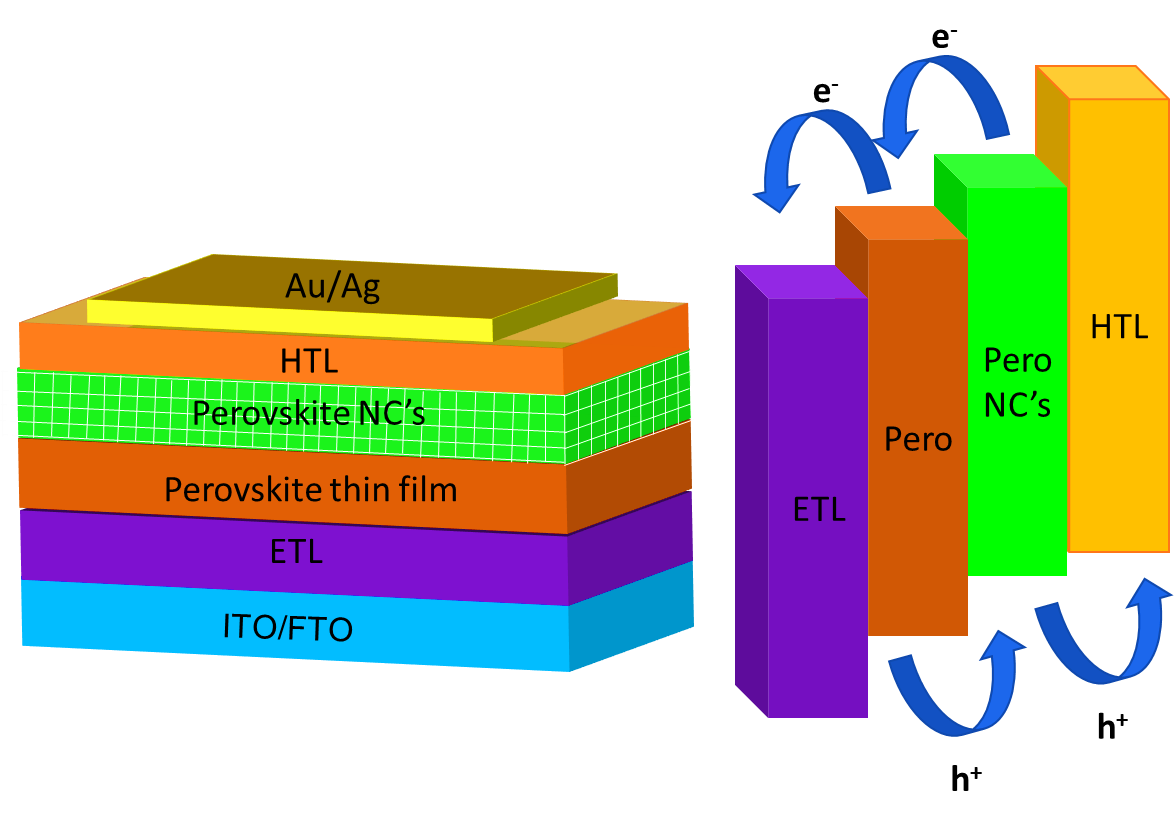 Au/Ag
HTL
Perovskite NC's
Perovskite thin film
ETL
ITO/FTO
e-
e-
HTL
Pero
NC's
Pero
ETL
h+
h+